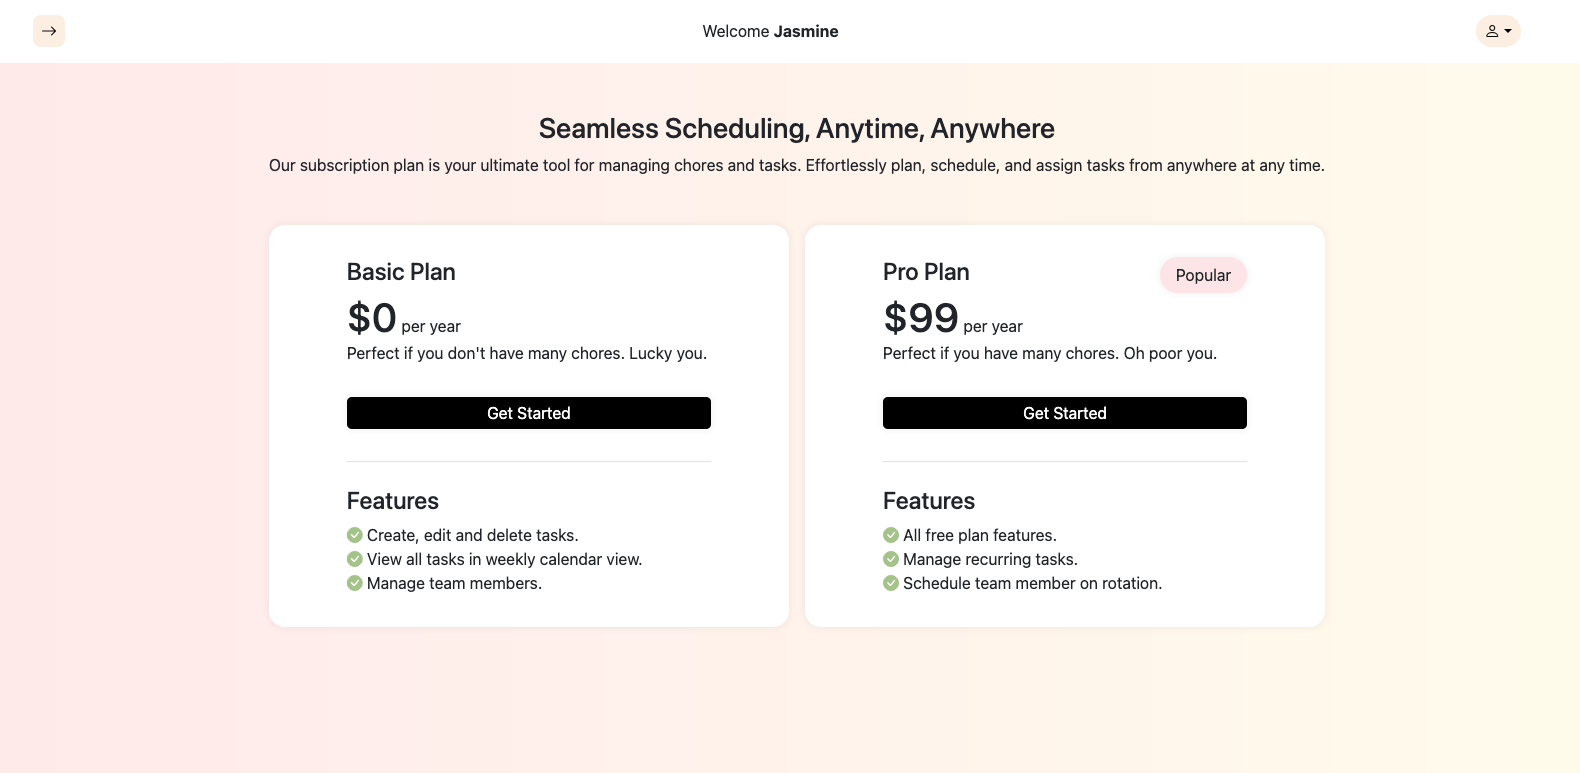 Welcome Jasmine
Seamless Scheduling, Anytime, Anywhere
Our subscription plan is your ultimate tool for managing chores and tasks. Effortlessly plan, schedule, and assign tasks from anywhere at any time.
Basic Plan
$0 per year
Perfect if you don't have many chores. Lucky you.
Get Started
Features
Create, edit and delete tasks.
View all tasks in weekly calendar view.
Manage team members.
Pro Plan
Popular
$99 per year
Perfect if you have many chores. Oh poor you.
Get Started
Features
All free plan features.
Manage recurring tasks.
Schedule team member on rotation.